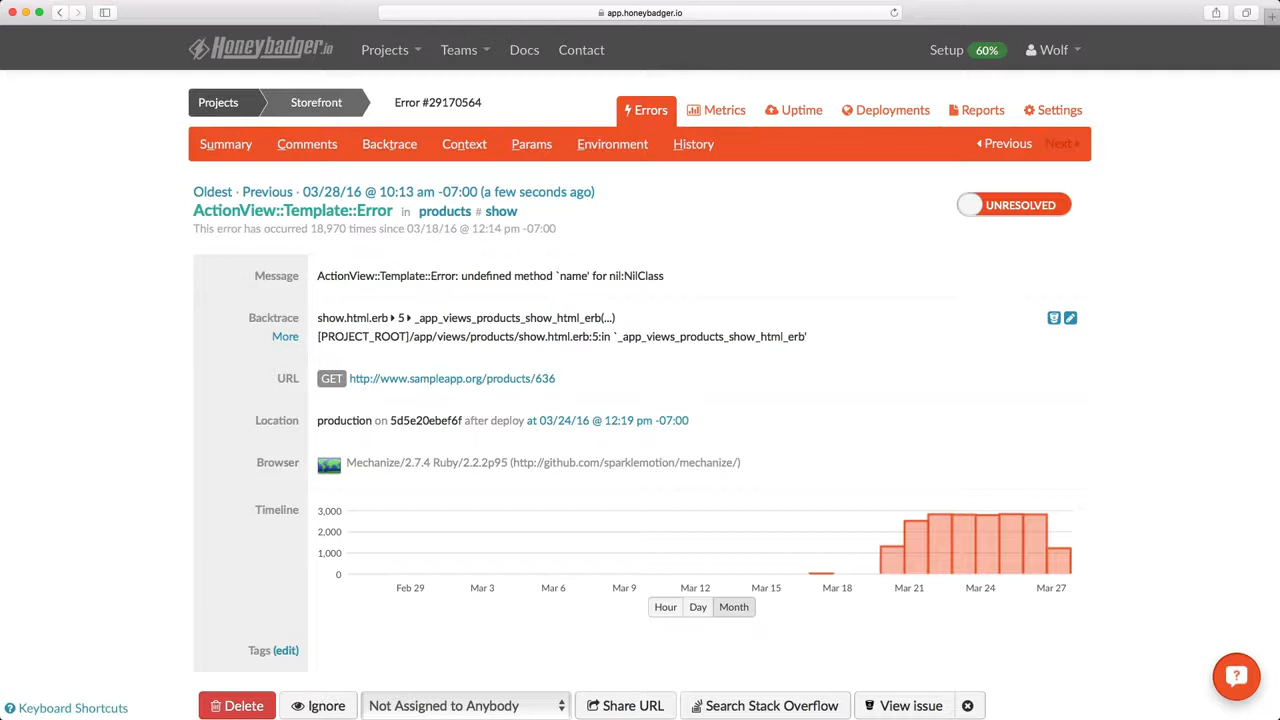 app.honeybadger.io
Honeybadger.io Projects Teams Docs Contact Setup 60% Wolf
Projects Storefront Error #29170564
Errors Metrics Uptime Deployments Reports Settings
Summary Comments Backtrace Context Params Environment History Previous Next
Oldest · Previous · 03/28/16 @ 10:13 am -07:00 (a few seconds ago)
ActionView::Template::Error in products # show
UNRESOLVED
This error has occurred 18,970 times since 03/18/16 @ 12:14 pm -07:00
Message ActionView::Template::Error: undefined method `name' for nil:NilClass
Backtrace show.html.erb 5 _app_views_products_show_html_erb(...)
More [PROJECT_ROOT]/app/views/products/show.html.erb:5:in `_app_views_products_show_html_erb'
URL GET http://www.sampleapp.org/products/636
Location production on 5d5e20ebef6f after deploy at 03/24/16 @ 12:19 pm -07:00
Browser Mechanize/2.7.4 Ruby/2.2.2p95 (http://github.com/sparklemotion/mechanize/)
Timeline 3,000
2,000
1,000
0
Feb 29 Mar 3 Mar 6 Mar 9 Mar 12 Mar 15 Mar 18 Mar 21 Mar 24 Mar 27
Hour Day Month
Tags (edit)
? Keyboard Shortcuts Delete Ignore Not Assigned to Anybody Share URL Search Stack Overflow View issue
?